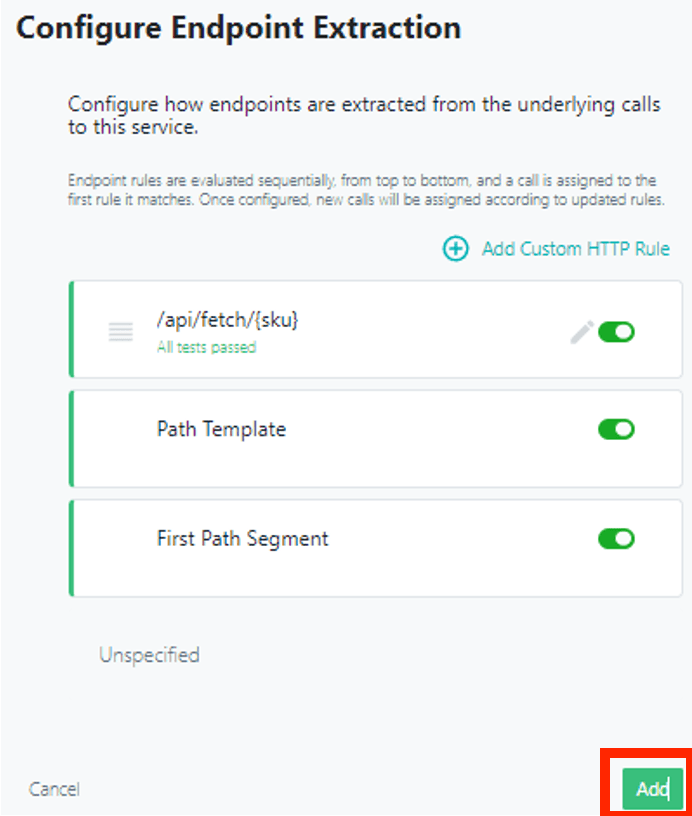 Configure Endpoint Extraction
Configure how endpoints are extracted from the underlying calls
to this service.
Endpoint rules are evaluated sequentially, from top to bottom, and a call is assigned to the
first rule it matches. Once configured, new calls will be assigned according to updated rules.
Add Custom HTTP Rule
/api/fetch/{sku}
All tests passed
Path Template
First Path Segment
Unspecified
Cancel
Add